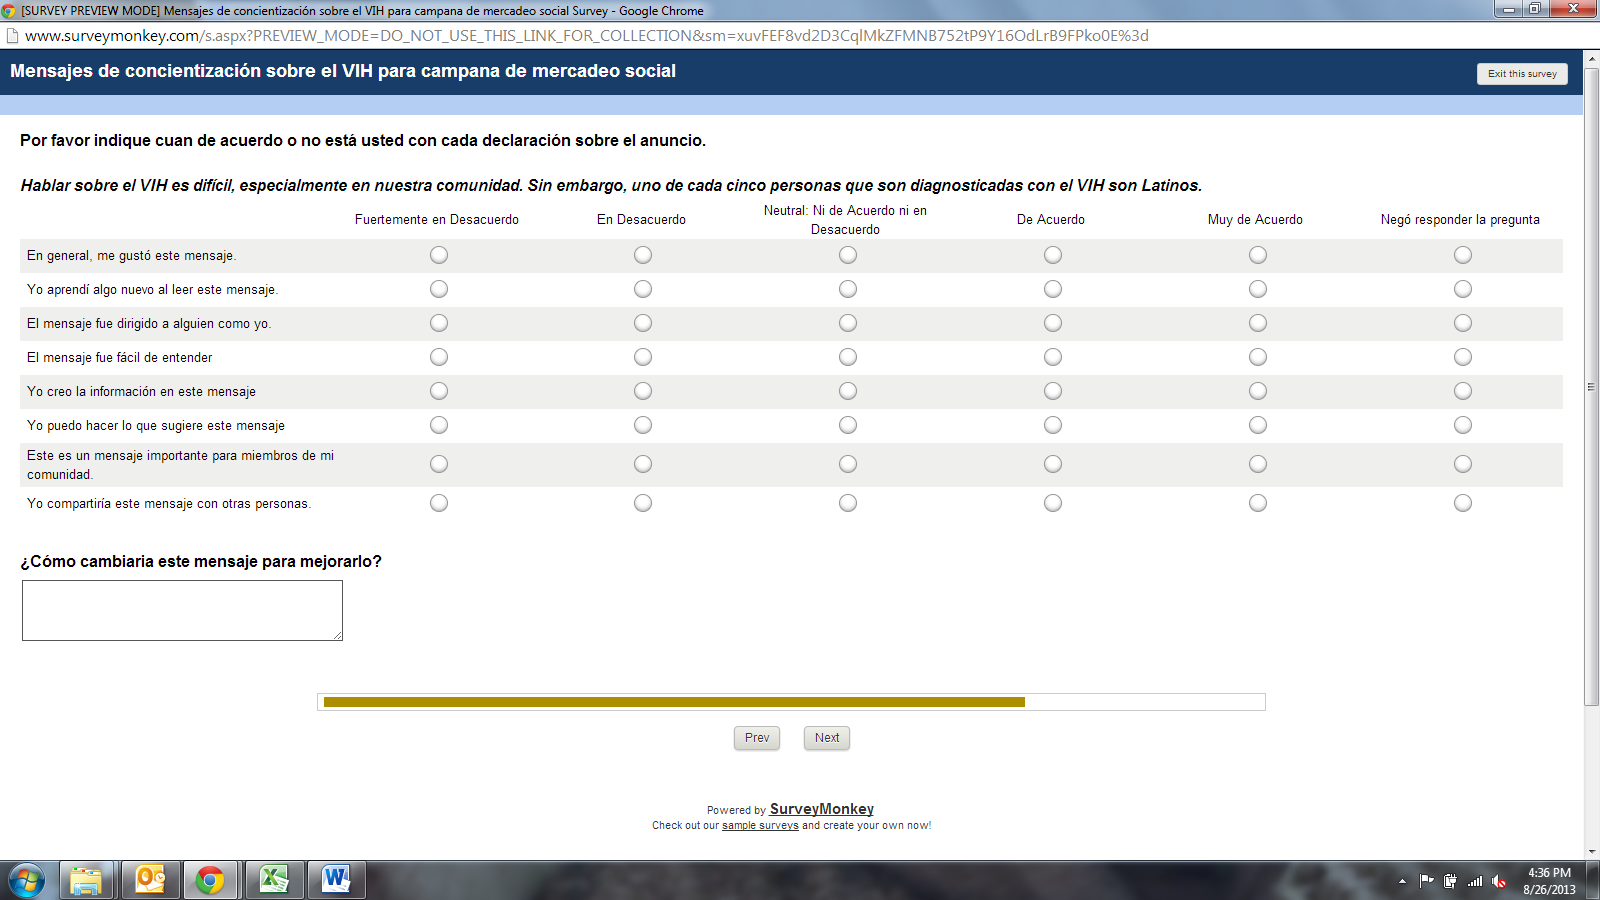 [SURVEY PREVIEW MODE] Mensajes de concientización sobre el VIH para campana de mercadeo social Survey - Google Chrome
www.surveymonkey.com/s.aspx?PREVIEW_MODE=DO_NOT_USE_THIS_LINK_FOR_COLLECTION&sm=xuvFEF8vd2D3CqlMkZFMNB752tP9Y16OdLrB9FPko0E%3d
Mensajes de concientización sobre el VIH para campana de mercadeo social
Exit this survey
Por favor indique cuan de acuerdo o no está usted con cada declaración sobre el anuncio.
Hablar sobre el VIH es difícil, especialmente en nuestra comunidad. Sin embargo, uno de cada cinco personas que son diagnosticadas con el VIH son Latinos.
Fuertemente en Desacuerdo
En Desacuerdo
Neutral: Ni de Acuerdo ni en
Desacuerdo
De Acuerdo
Muy de Acuerdo
Negó responder la pregunta
En general, me gustó este mensaje.
Yo aprendí algo nuevo al leer este mensaje.
El mensaje fue dirigido a alguien como yo.
El mensaje fue fácil de entender
Yo creo la información en este mensaje
Yo puedo hacer lo que sugiere este mensaje
Este es un mensaje importante para miembros de mi
comunidad.
Yo compartiría este mensaje con otras personas.
¿Cómo cambiaria este mensaje para mejorarlo?
Prev
Next
Powered by SurveyMonkey
Check out our sample surveys and create your own now!
4:36 PM
8/26/2013